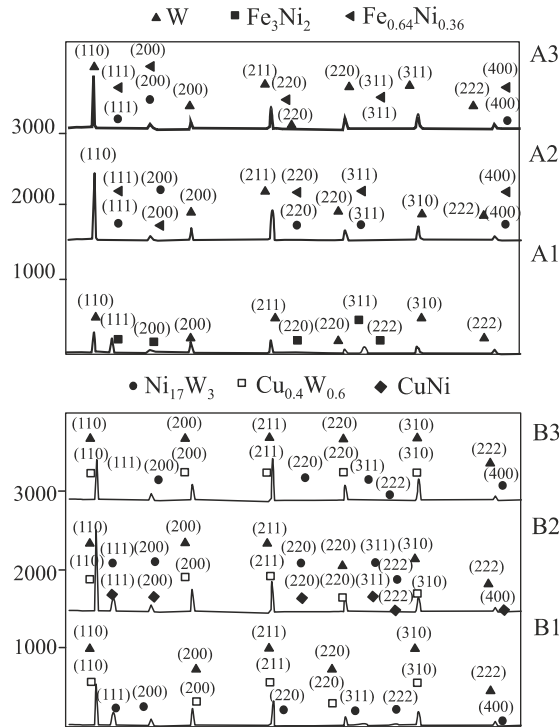 W Fe₃Ni₂ Fe₀.₆₄Ni₀.₃₆
A3
(110) (200) (211) (220) (311) (400)
(111) (200) (220) (311) (222)
(111) (200) (220) (311) (400)
3000
A2
(110) (111) (200) (211) (220) (311) (400)
(111) (200) (220) (310) (222)
2000 (200) (220) (311) (400)
A1
1000
(110) (111) (200) (211) (220) (311) (310) (222)
(200) (220) (222)
Ni₁₇W₃ Cu₀.₄W₀.₆ CuNi
B3
(110) (200) (211) (220) (310) (222)
(110) (111) (200) (211) (220) (311) (310) (400)
(200) (220) (222)
3000
B2
(110) (200) (211) (220) (311) (310) (222)
(111) (200) (220) (222)
2000 (110) (200) (211) (220) (311) (310)
(111) (200) (220) (222) (400)
B1
1000
(110) (200) (211) (220) (310) (222)
(110) (200) (211) (220) (310)
(111) (200) (220) (311) (222) (400)